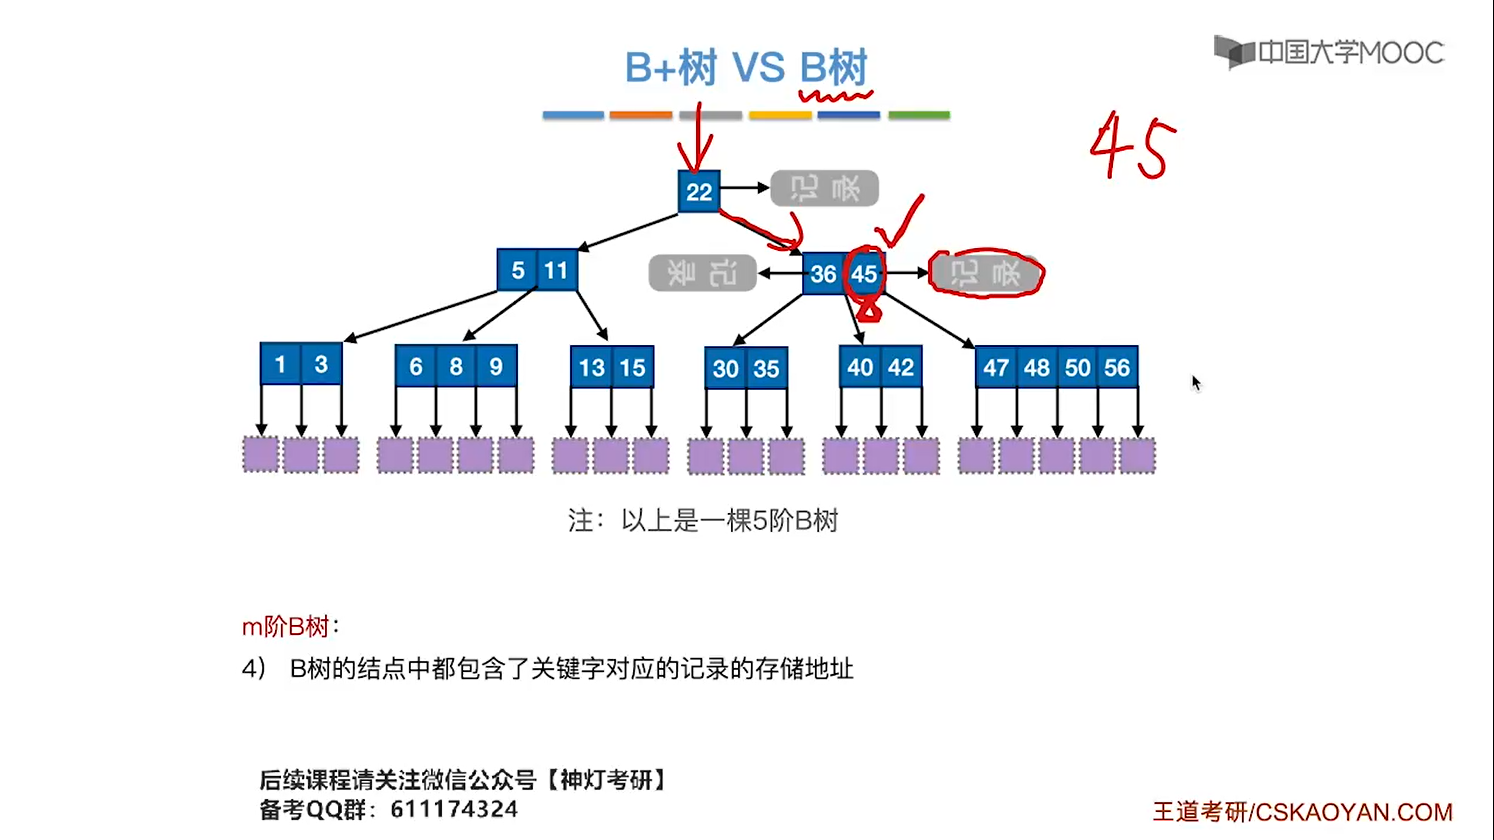 B+树 VS B树
中国大学MOOC
45
22
记录
5 11
记录
36 45
记录
1 3
6 8 9
13 15
30 35
40 42
47 48 50 56
注：以上是一棵5阶B树
m阶B树：
4） B树的结点中都包含了关键字对应的记录的存储地址
后续课程请关注微信公众号【神灯考研】
备考QQ群：611174324
王道考研/CSKAOYAN.COM